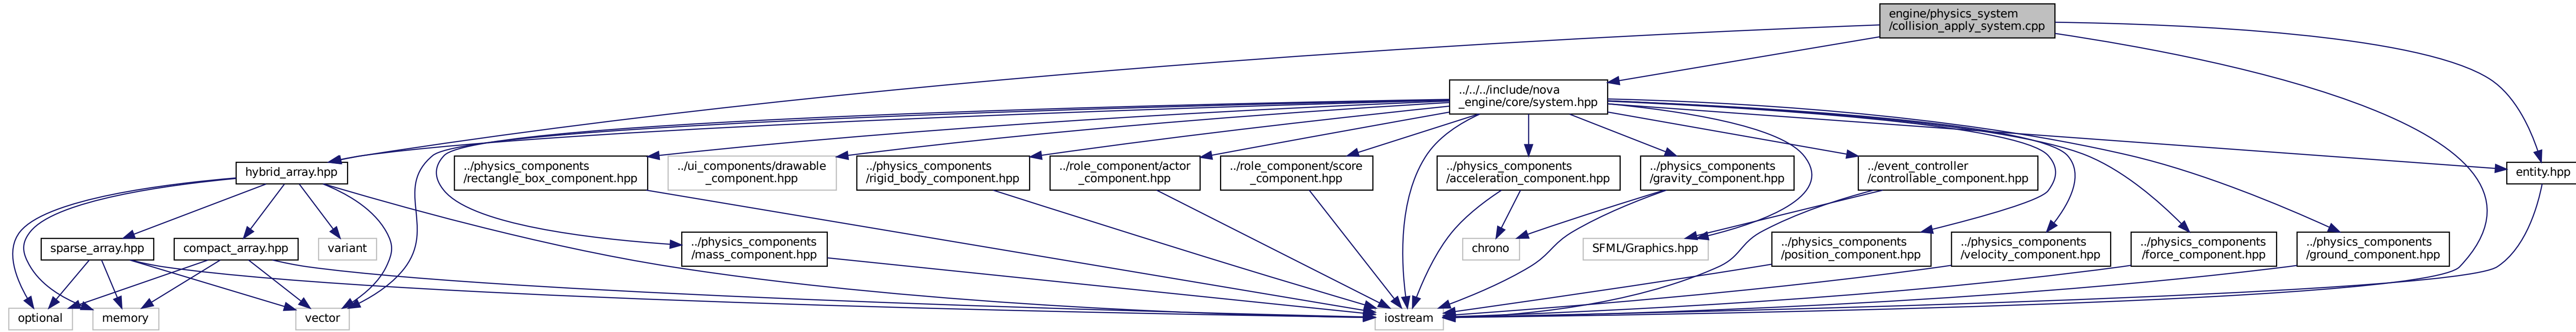 engine/physics_system
/collision_apply_system.cpp
../../../include/nova
_engine/core/system.hpp
hybrid_array.hpp
../physics_components
/rectangle_box_component.hpp
../ui_components/drawable
_component.hpp
../physics_components
/rigid_body_component.hpp
../role_component/actor
_component.hpp
../role_component/score
_component.hpp
../physics_components
/acceleration_component.hpp
../physics_components
/gravity_component.hpp
../event_controller
/controllable_component.hpp
entity.hpp
sparse_array.hpp
compact_array.hpp
variant
../physics_components
/mass_component.hpp
chrono
SFML/Graphics.hpp
../physics_components
/position_component.hpp
../physics_components
/velocity_component.hpp
../physics_components
/force_component.hpp
../physics_components
/ground_component.hpp
optional
memory
vector
iostream